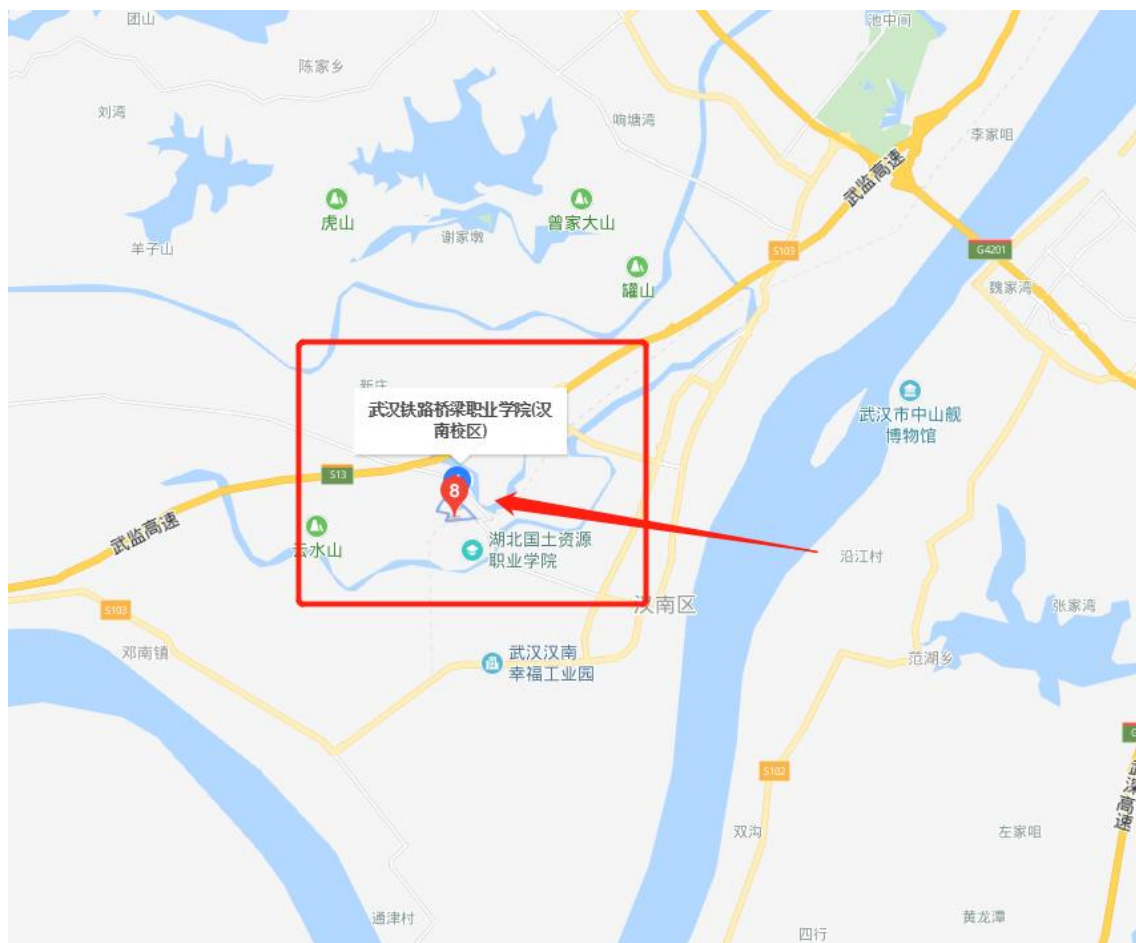 团山
池中间
陈家乡
刘湾
响塘湾
李家咀
武监高速
虎山
曾家大山
谢家墩
羊子山
S103
G4201
罐山
魏家湾
新庄
武汉铁路桥梁职业学院(汉
南校区)
武汉市中山舰
博物馆
S13
8
武监高速
云水山
湖北国土资源
职业学院
沿江村
汉南区
S103
张家湾
邓南镇
武汉汉南
幸福工业园
范湖乡
G
S102
武深高速
双沟
左家咀
通津村
黄龙潭
四行